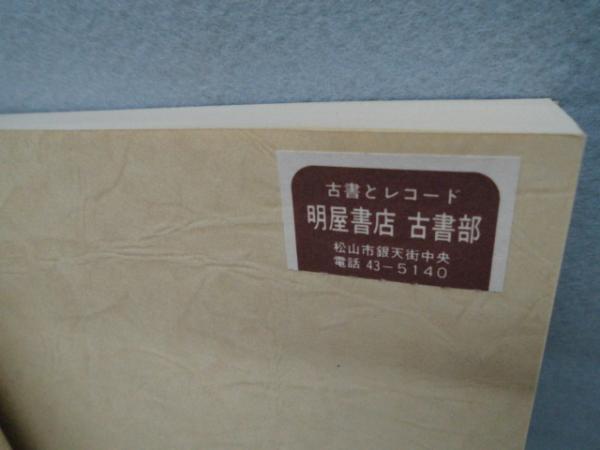 古書とレコード
明屋書店 古書部
松山市銀天街中央
電話 43-5140